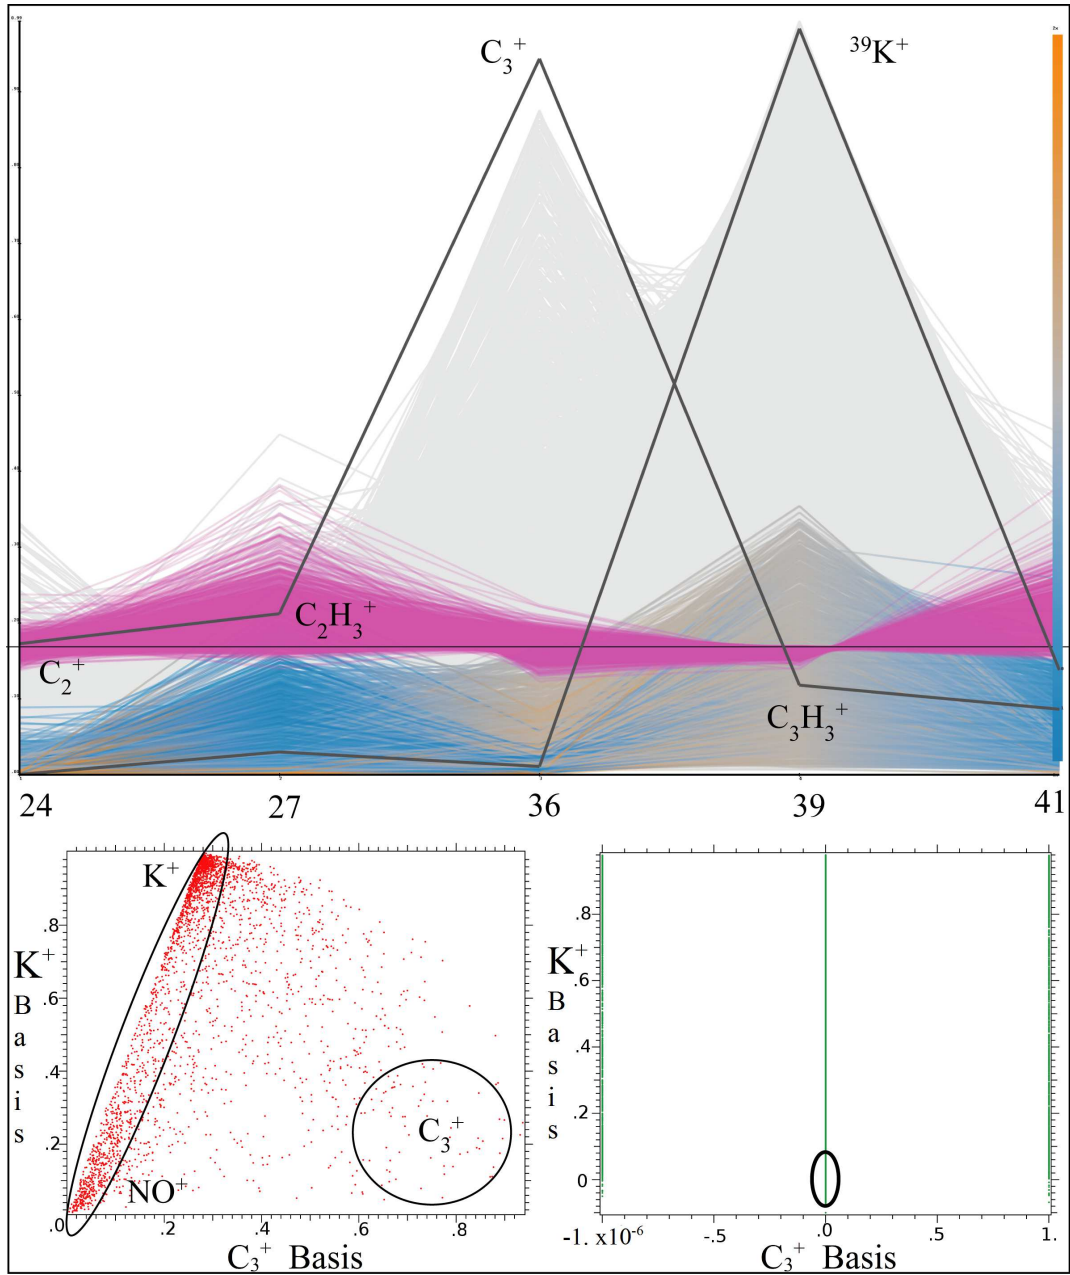 C₃⁺
³⁹K⁺
C₂H₃⁺
C₂⁺
C₃H₃⁺
24 27 36 39 41
K⁺
.8
K⁺
Basis
.6
.4
C₃⁺
.2
NO⁺
.0 .2 .4 .6 .8
C₃⁺ Basis
.8
K⁺
Basis
.6
.4
.2
0
-1. x10⁻⁶ -.5 .0 .5 1.
C₃⁺ Basis